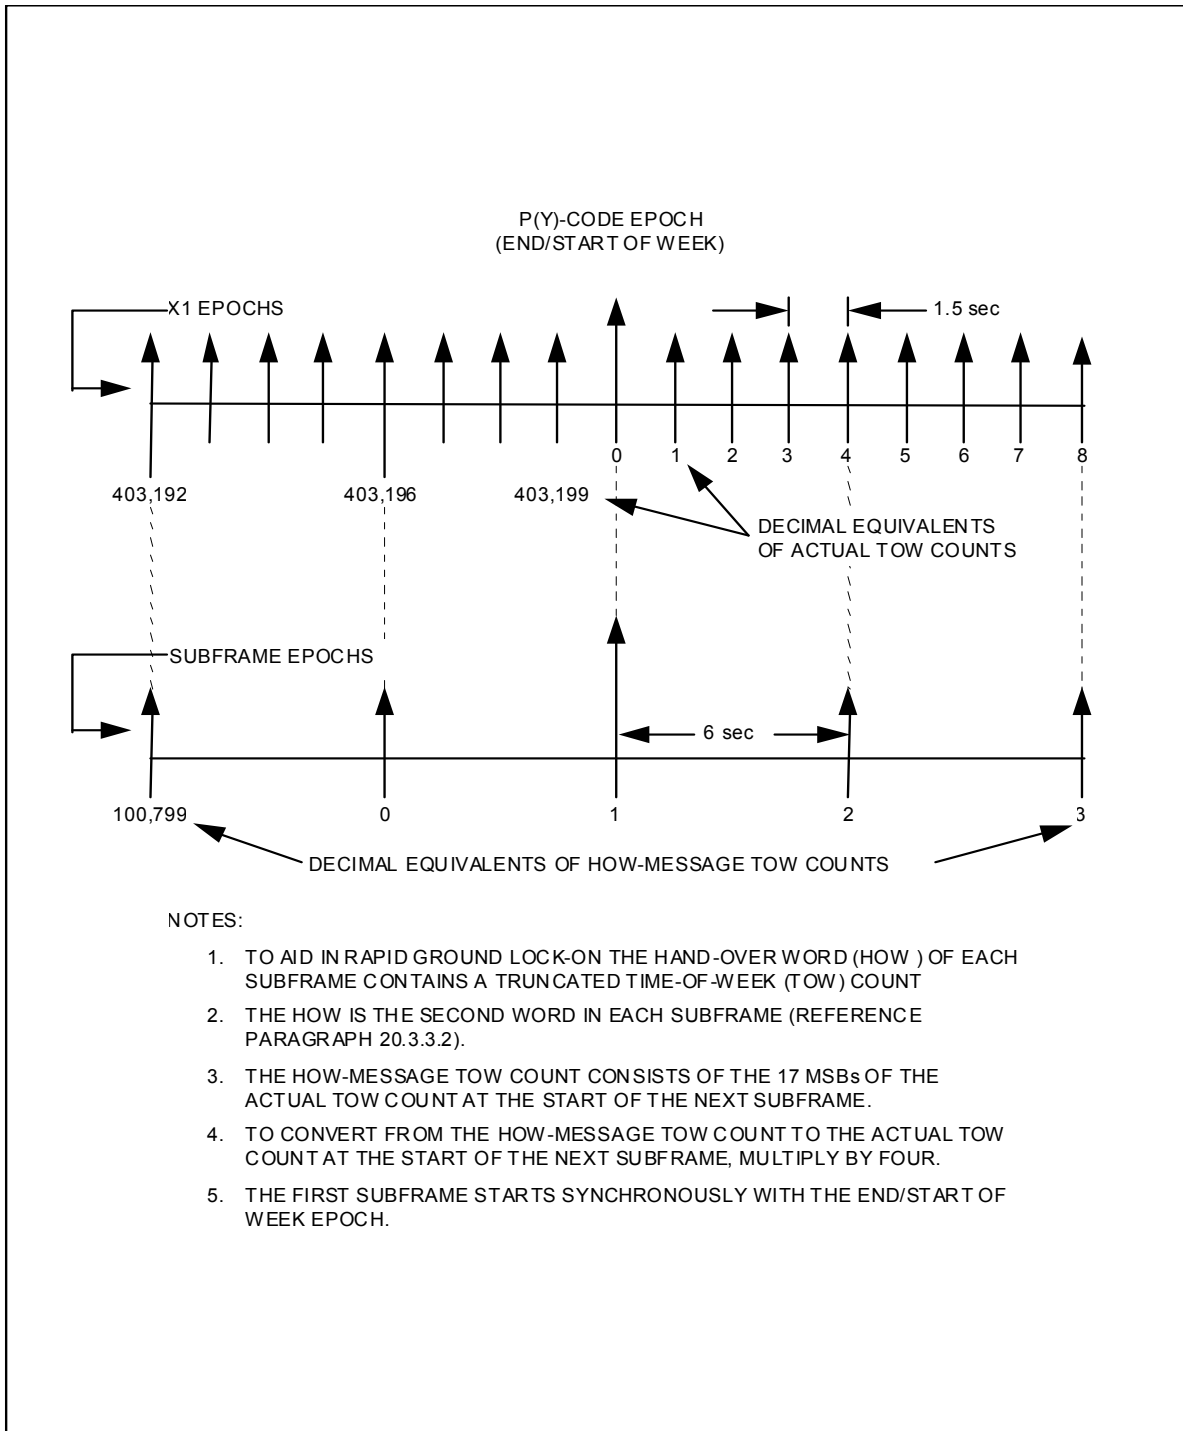 P(Y)-CODE EPOCH
(END/START OF WEEK)
X1 EPOCHS
1.5 sec
0 1 2 3 4 5 6 7 8
403,192 403,196 403,199
DECIMAL EQUIVALENTS
OF ACTUAL TOW COUNTS
SUBFRAME EPOCHS
6 sec
100,799 0 1 2 3
DECIMAL EQUIVALENTS OF HOW-MESSAGE TOW COUNTS
NOTES:
1. TO AID IN RAPID GROUND LOCK-ON THE HAND-OVER WORD (HOW ) OF EACH
SUBFRAME CONTAINS A TRUNCATED TIME-OF-WEEK (TOW) COUNT
2. THE HOW IS THE SECOND WORD IN EACH SUBFRAME (REFERENCE
PARAGRAPH 20.3.3.2).
3. THE HOW-MESSAGE TOW COUNT CONSISTS OF THE 17 MSBs OF THE
ACTUAL TOW COUNT AT THE START OF THE NEXT SUBFRAME.
4. TO CONVERT FROM THE HOW-MESSAGE TOW COUNT TO THE ACTUAL TOW
COUNT AT THE START OF THE NEXT SUBFRAME, MULTIPLY BY FOUR.
5. THE FIRST SUBFRAME STARTS SYNCHRONOUSLY WITH THE END/START OF
WEEK EPOCH.